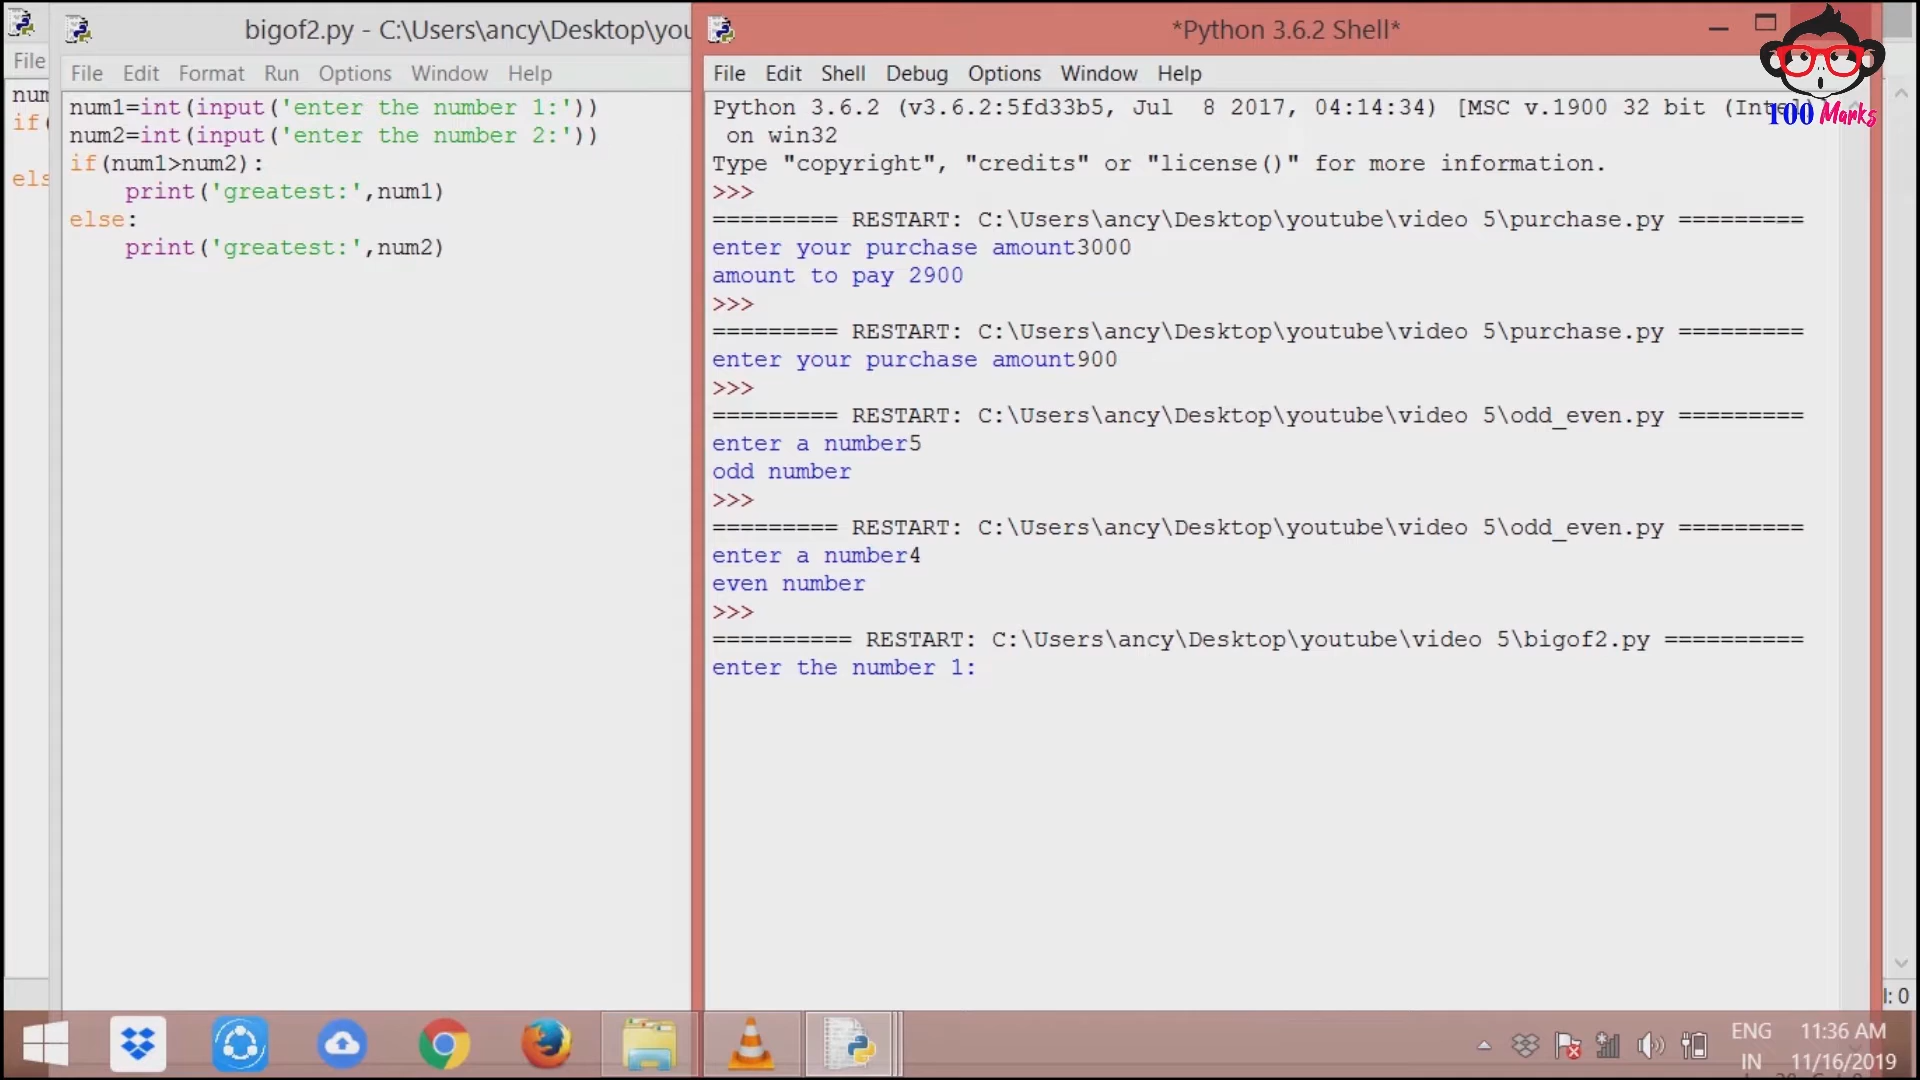 bigof2.py - C:\Users\ancy\Desktop\you
File Edit Format Run Options Window Help
num1=int(input('enter the number 1:'))
num2=int(input('enter the number 2:'))
if(num1>num2):
    print('greatest:',num1)
else:
    print('greatest:',num2)
File
num
if(
els
*Python 3.6.2 Shell*
File Edit Shell Debug Options Window Help
Python 3.6.2 (v3.6.2:5fd33b5, Jul  8 2017, 04:14:34) [MSC v.1900 32 bit (Intel)]
 on win32
Type "copyright", "credits" or "license()" for more information.
>>>
========= RESTART: C:\Users\ancy\Desktop\youtube\video 5\purchase.py =========
enter your purchase amount3000
amount to pay 2900
>>>
========= RESTART: C:\Users\ancy\Desktop\youtube\video 5\purchase.py =========
enter your purchase amount900
>>>
========= RESTART: C:\Users\ancy\Desktop\youtube\video 5\odd_even.py =========
enter a number5
odd number
>>>
========= RESTART: C:\Users\ancy\Desktop\youtube\video 5\odd_even.py =========
enter a number4
even number
>>>
========== RESTART: C:\Users\ancy\Desktop\youtube\video 5\bigof2.py ==========
enter the number 1:
100 Marks
l: 0
ENG 11:36 AM
IN 11/16/2019